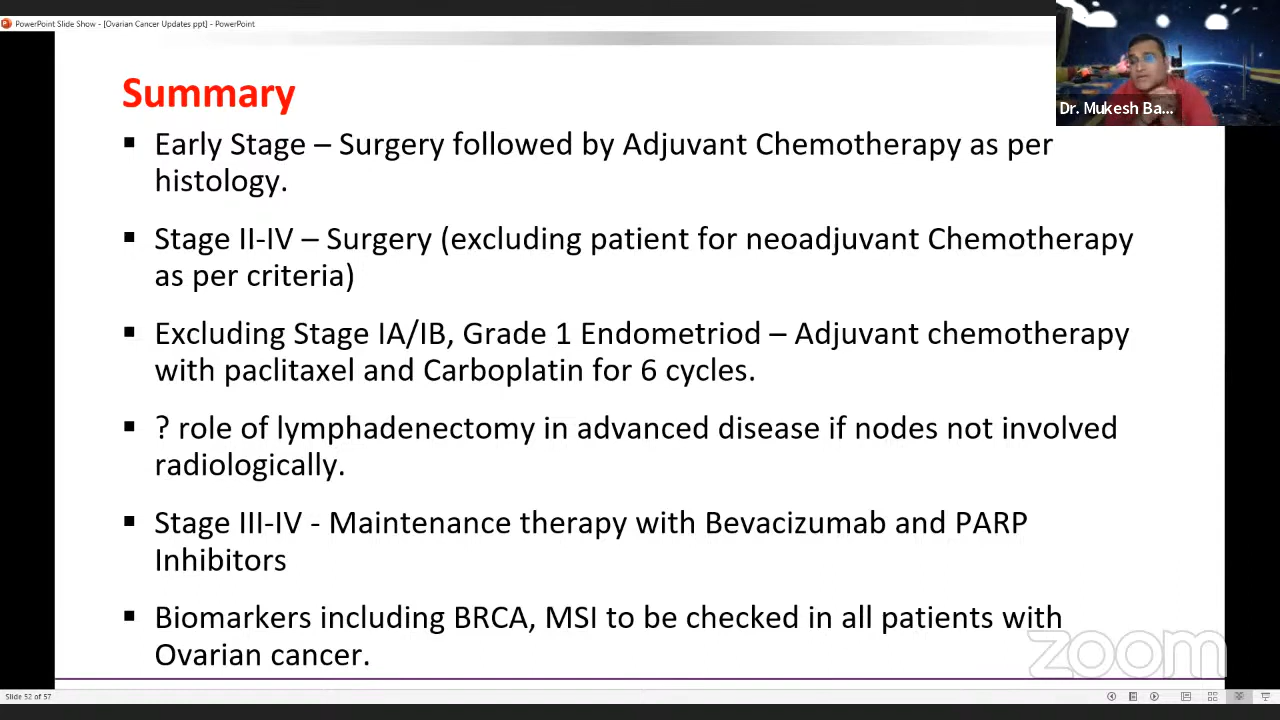 PowerPoint Slide Show - [Ovarian Cancer Updates ppt] - PowerPoint
Dr. Mukesh Ba...
Summary
▪ Early Stage – Surgery followed by Adjuvant Chemotherapy as per
histology.
▪ Stage II-IV – Surgery (excluding patient for neoadjuvant Chemotherapy
as per criteria)
▪ Excluding Stage IA/IB, Grade 1 Endometriod – Adjuvant chemotherapy
with paclitaxel and Carboplatin for 6 cycles.
▪ ? role of lymphadenectomy in advanced disease if nodes not involved
radiologically.
▪ Stage III-IV - Maintenance therapy with Bevacizumab and PARP
Inhibitors
▪ Biomarkers including BRCA, MSI to be checked in all patients with
Ovarian cancer.
zoom
Slide 52 of 57